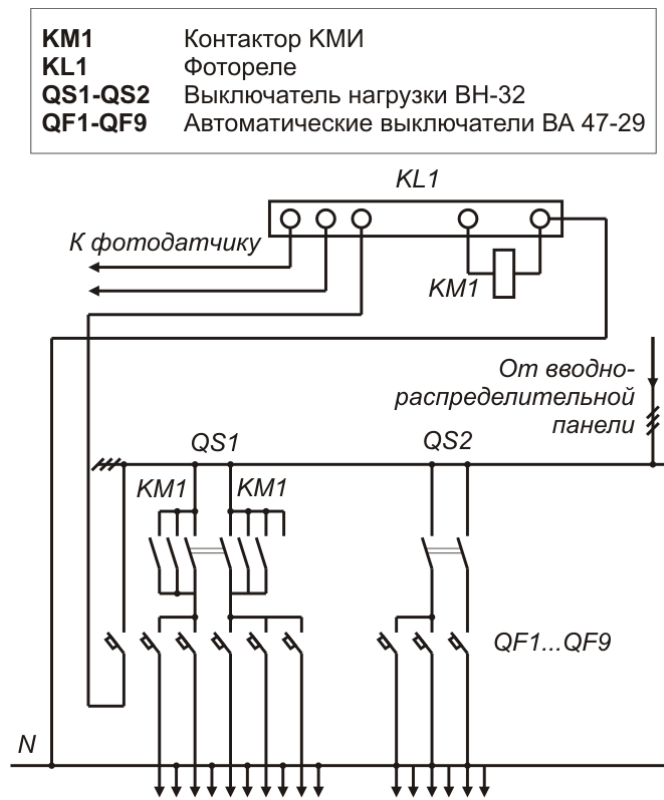 KM1 Контактор КМИ
KL1 Фотореле
QS1-QS2 Выключатель нагрузки ВН-32
QF1-QF9 Автоматические выключатели ВА 47-29
KL1
К фотодатчику
KM1
От вводно-
распределительной
панели
QS1
QS2
KM1
KM1
QF1...QF9
N